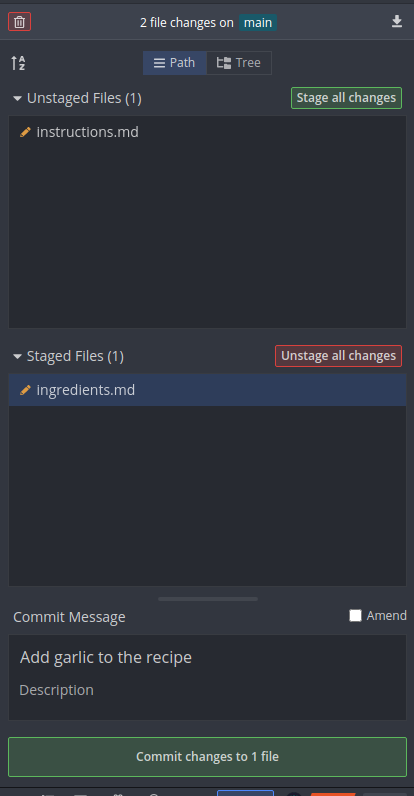 2 file changes on main
A
Z
Path Tree
Unstaged Files (1) Stage all changes
instructions.md
Staged Files (1) Unstage all changes
ingredients.md
Commit Message Amend
Add garlic to the recipe
Description
Commit changes to 1 file